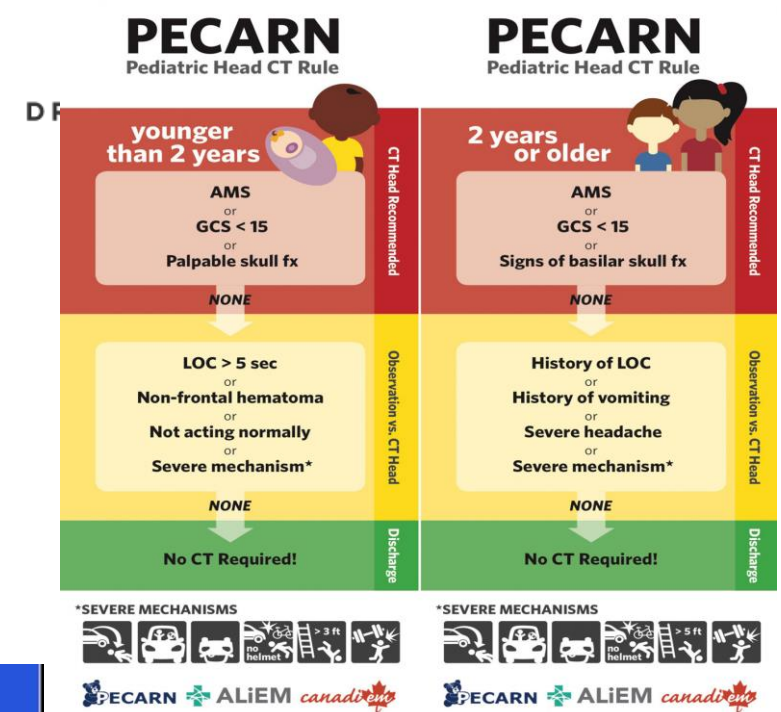 PECARN
Pediatric Head CT Rule
D
younger
than 2 years
AMS
or
GCS < 15
or
Palpable skull fx
NONE
CT Head Recommended
LOC > 5 sec
or
Non-frontal hematoma
or
Not acting normally
or
Severe mechanism*
NONE
Observation vs. CT Head
No CT Required!
Discharge
*SEVERE MECHANISMS
no
helmet
> 3 ft
PECARN
ALiEM
canadiem
PECARN
Pediatric Head CT Rule
2 years
or older
AMS
or
GCS < 15
or
Signs of basilar skull fx
NONE
CT Head Recommended
History of LOC
or
History of vomiting
or
Severe headache
or
Severe mechanism*
NONE
Observation vs. CT Head
No CT Required!
Discharge
*SEVERE MECHANISMS
no
helmet
> 5 ft
PECARN
ALiEM
canadiem